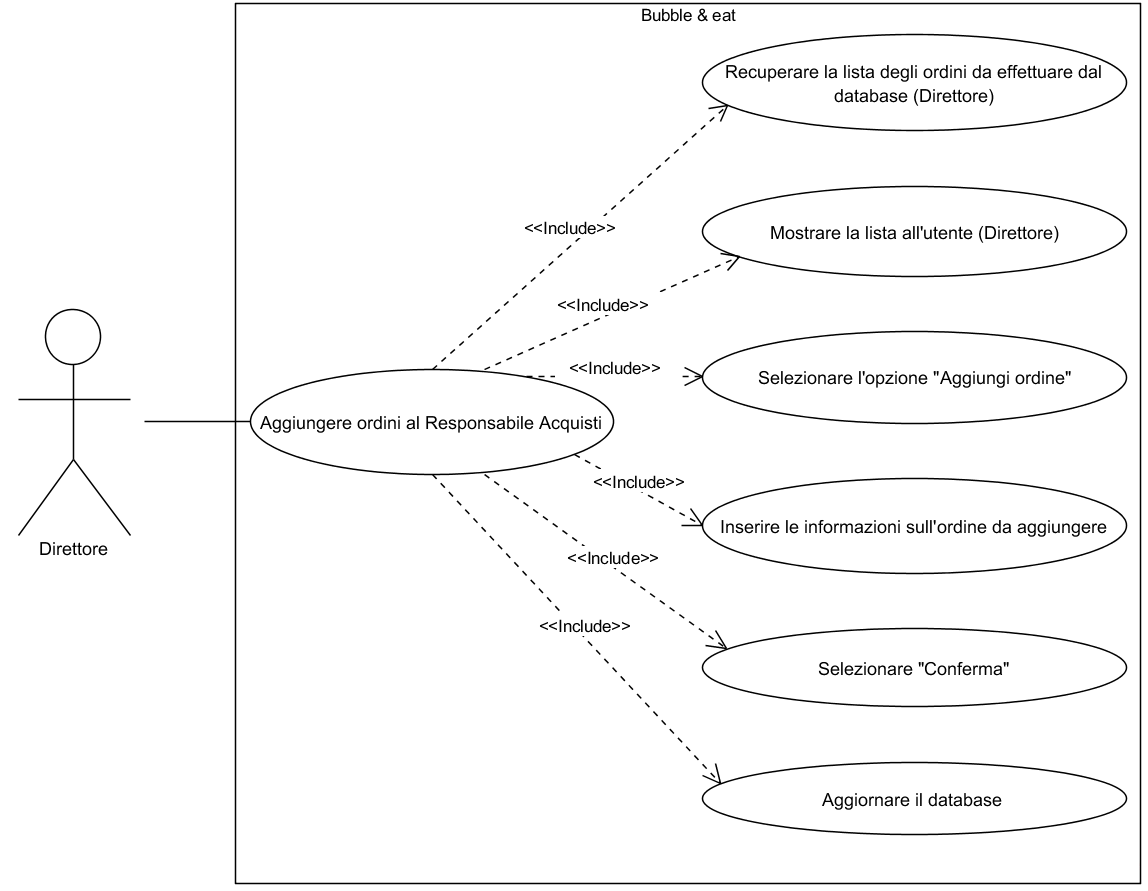 Bubble & eat
Recuperare la lista degli ordini da effettuare dal
database (Direttore)
<<Include>>
Mostrare la lista all'utente (Direttore)
<<Include>>
<<Include>>
Selezionare l'opzione "Aggiungi ordine"
Aggiungere ordini al Responsabile Acquisti
<<Include>>
Inserire le informazioni sull'ordine da aggiungere
Direttore
<<Include>>
<<Include>>
Selezionare "Conferma"
Aggiornare il database